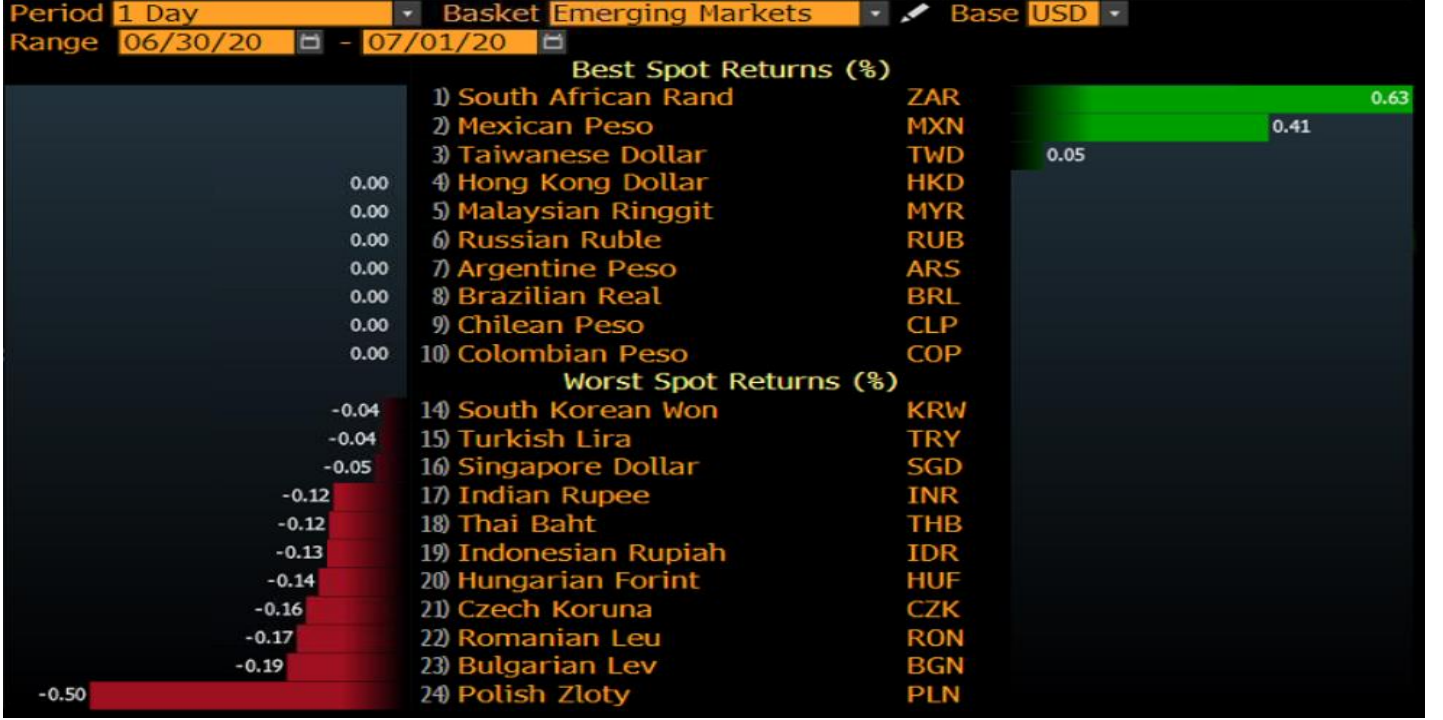 Period 1 Day Basket Emerging Markets Base USD
Range 06/30/20 - 07/01/20
Best Spot Returns (%)
1) South African Rand ZAR 0.63
2) Mexican Peso MXN 0.41
3) Taiwanese Dollar TWD 0.05
0.00 4) Hong Kong Dollar HKD
0.00 5) Malaysian Ringgit MYR
0.00 6) Russian Ruble RUB
0.00 7) Argentine Peso ARS
0.00 8) Brazilian Real BRL
0.00 9) Chilean Peso CLP
0.00 10) Colombian Peso COP
Worst Spot Returns (%)
-0.04 14) South Korean Won KRW
-0.04 15) Turkish Lira TRY
-0.05 16) Singapore Dollar SGD
-0.12 17) Indian Rupee INR
-0.12 18) Thai Baht THB
-0.13 19) Indonesian Rupiah IDR
-0.14 20) Hungarian Forint HUF
-0.16 21) Czech Koruna CZK
-0.17 22) Romanian Leu RON
-0.19 23) Bulgarian Lev BGN
-0.50 24) Polish Zloty PLN